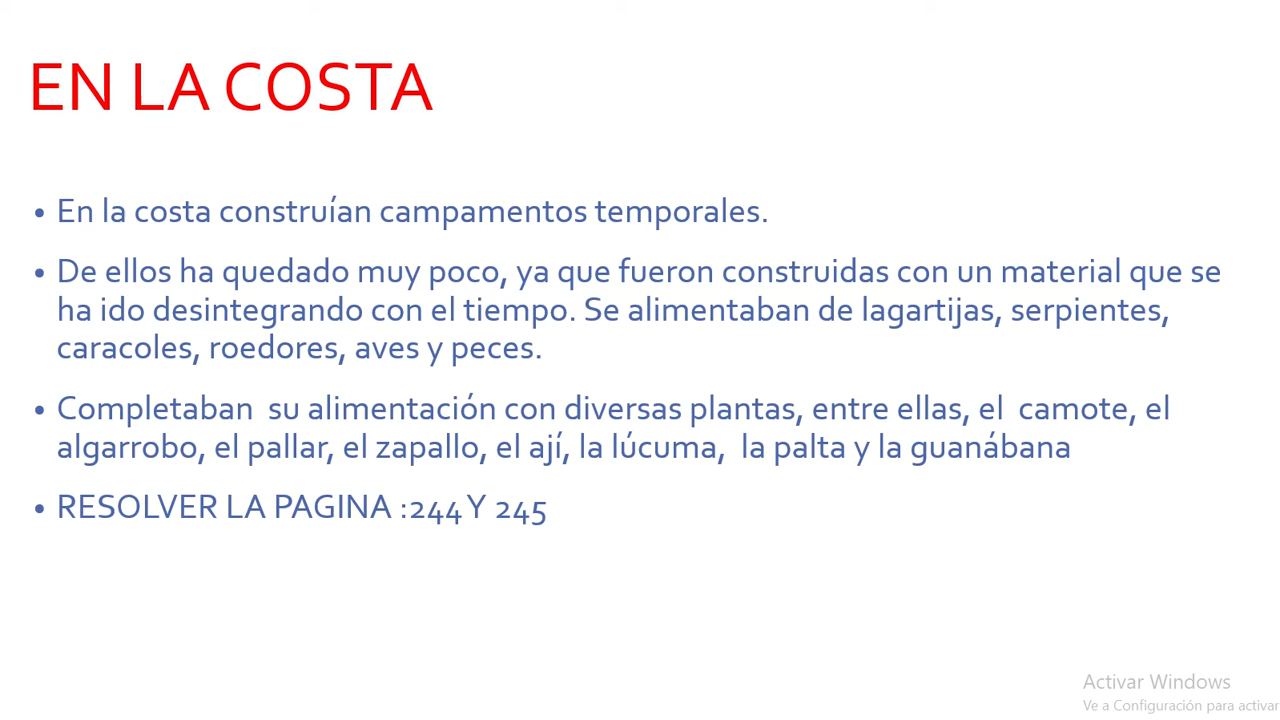 EN LA COSTA
• En la costa construían campamentos temporales.
• De ellos ha quedado muy poco, ya que fueron construidas con un material que se
ha ido desintegrando con el tiempo. Se alimentaban de lagartijas, serpientes,
caracoles, roedores, aves y peces.
• Completaban  su alimentación con diversas plantas, entre ellas, el  camote, el
algarrobo, el pallar, el zapallo, el ají, la lúcuma,  la palta y la guanábana
• RESOLVER LA PAGINA :244 Y 245
Activar Windows
Ve a Configuración para activar